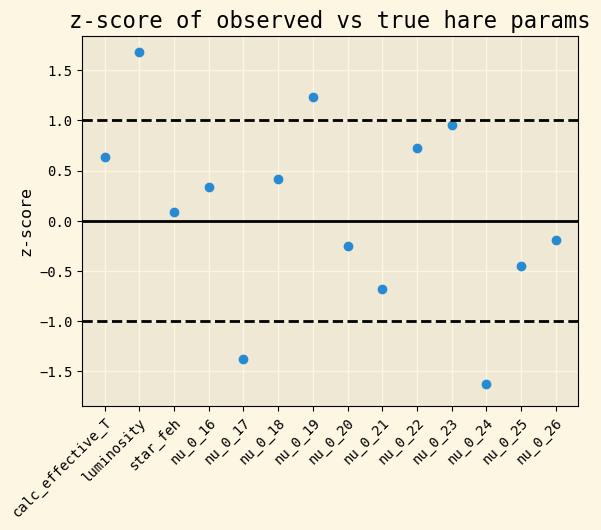 z-score of observed vs true hare params
z-score
1.5
1.0
0.5
0.0
−0.5
−1.0
−1.5
calc_effective_T
luminosity
star_feh
nu_0_16
nu_0_17
nu_0_18
nu_0_19
nu_0_20
nu_0_21
nu_0_22
nu_0_23
nu_0_24
nu_0_25
nu_0_26